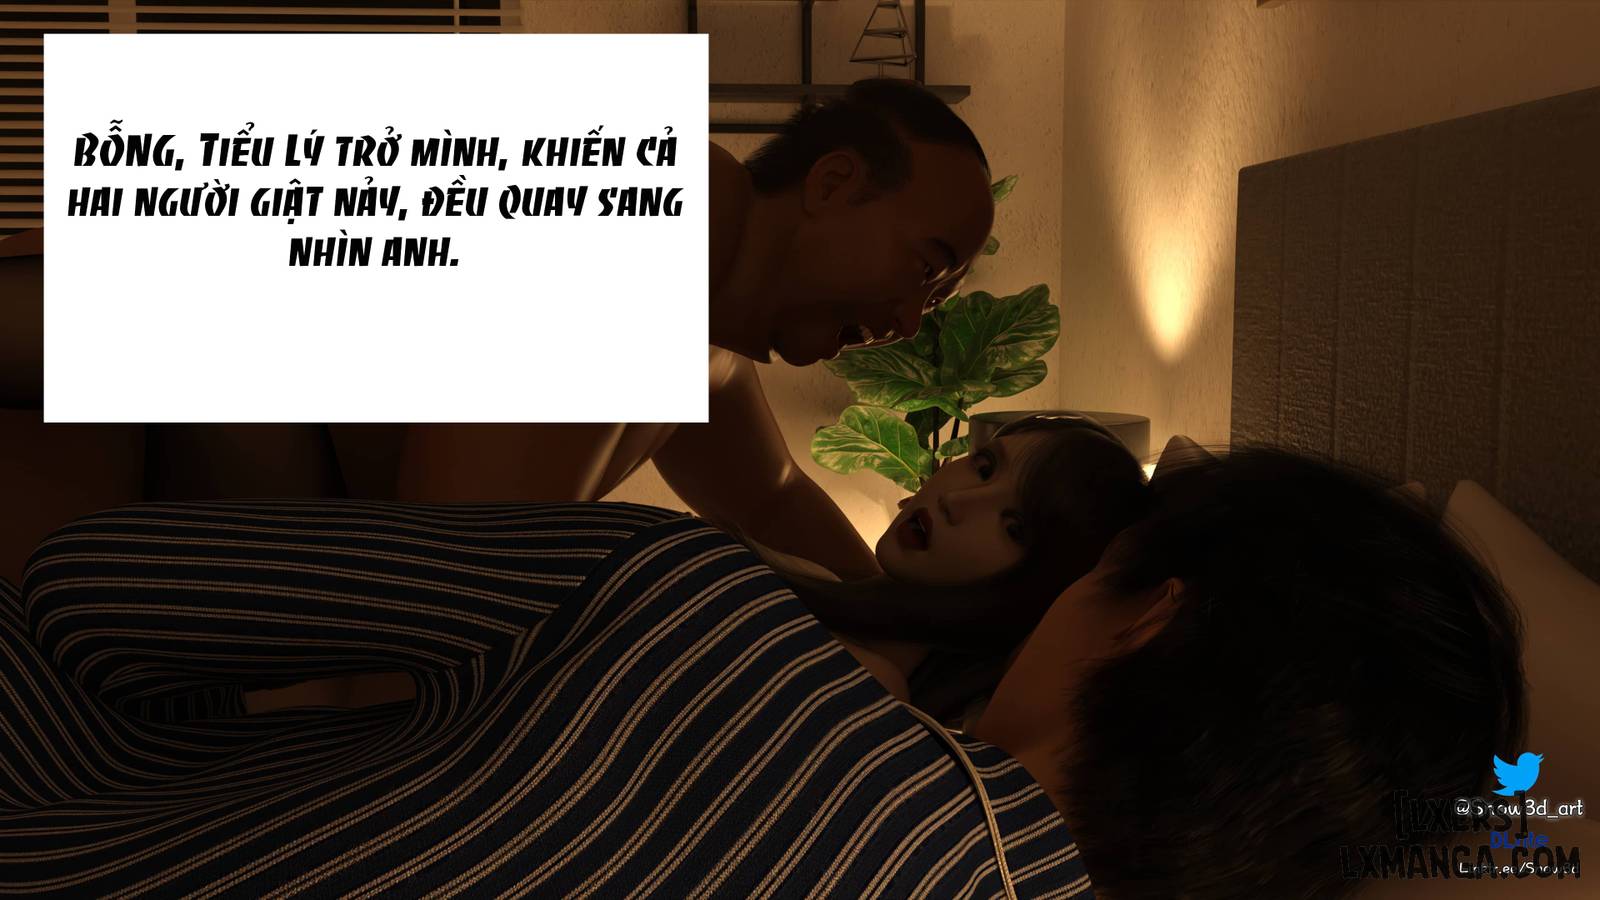 BỖNG, TIỂU LÝ TRỞ MÌNH, KHIẾN CẢ
HAI NGƯỜI GIẬT NẢY, ĐỀU QUAY SANG
NHÌN ANH.
@Snow3d_art
[LXERS]
LXMANGA.COM